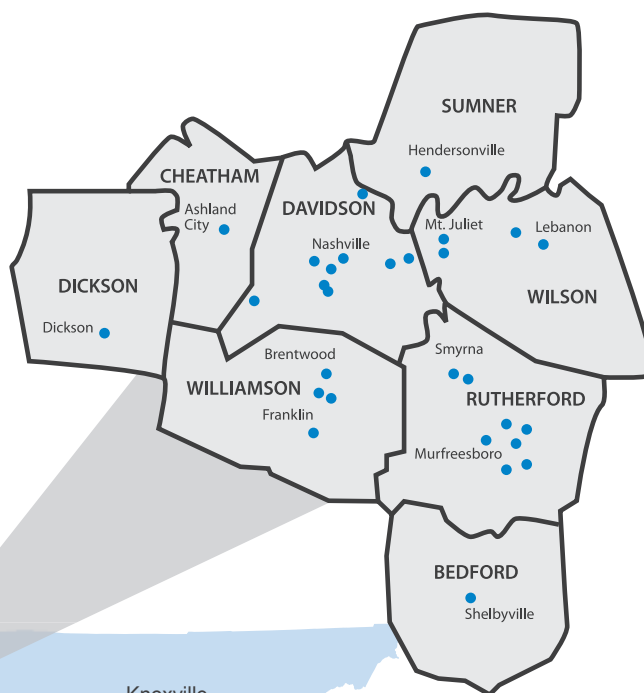 SUMNER
Hendersonville
CHEATHAM
Ashland
City
DAVIDSON
Nashville
Mt. Juliet
Lebanon
WILSON
DICKSON
Dickson
Brentwood
WILLIAMSON
Franklin
Smyrna
RUTHERFORD
Murfreesboro
BEDFORD
Shelbyville
Knoxville